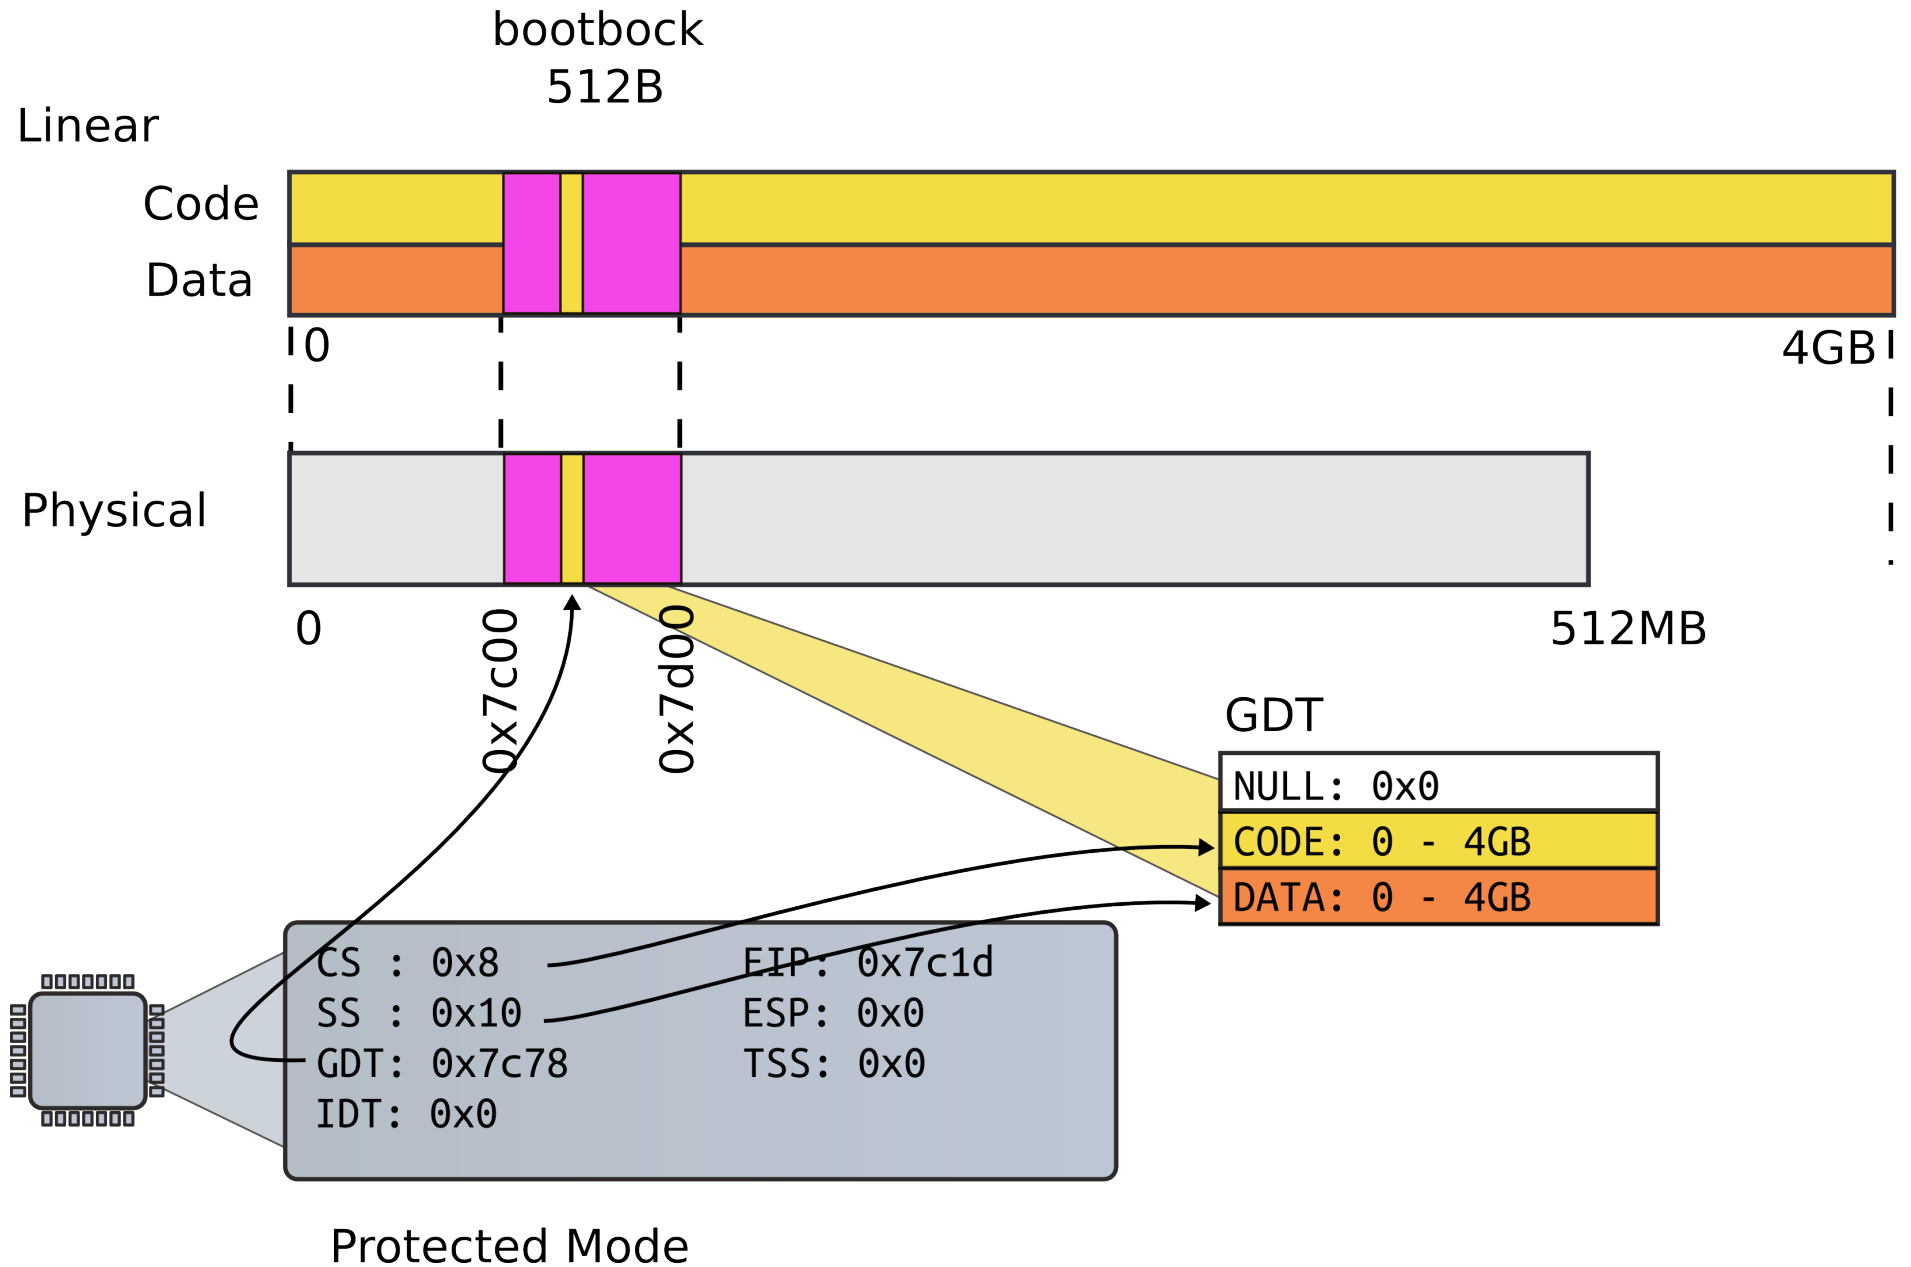 bootbock
512B
Linear
Code
Data
0
4GB
Physical
0
0x7c00
0x7d00
512MB
GDT
NULL: 0x0
CODE: 0 - 4GB
DATA: 0 - 4GB
CS : 0x8 EIP: 0x7c1d
SS : 0x10 ESP: 0x0
GDT: 0x7c78 TSS: 0x0
IDT: 0x0
Protected Mode